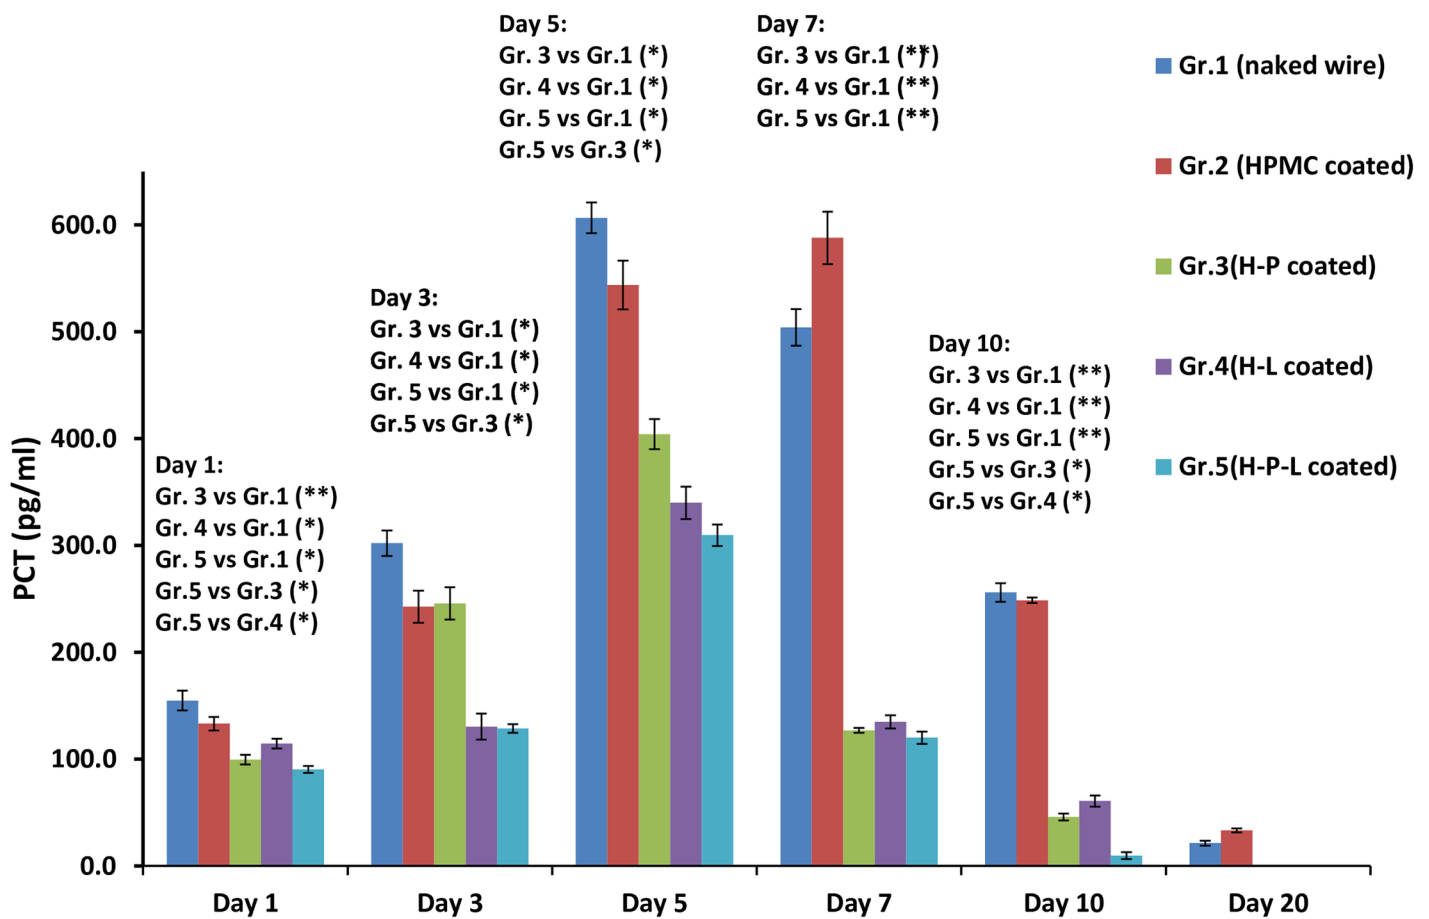 Day 5:
Gr. 3 vs Gr.1 (*)
Gr. 4 vs Gr.1 (*)
Gr. 5 vs Gr.1 (*)
Gr.5 vs Gr.3 (*)
Day 7:
Gr. 3 vs Gr.1 (**)
Gr. 4 vs Gr.1 (**)
Gr. 5 vs Gr.1 (**)
Gr.1 (naked wire)
Gr.2 (HPMC coated)
Gr.3(H-P coated)
Gr.4(H-L coated)
Gr.5(H-P-L coated)
Day 3:
Gr. 3 vs Gr.1 (*)
Gr. 4 vs Gr.1 (*)
Gr. 5 vs Gr.1 (*)
Gr.5 vs Gr.3 (*)
Day 10:
Gr. 3 vs Gr.1 (**)
Gr. 4 vs Gr.1 (**)
Gr. 5 vs Gr.1 (**)
Gr.5 vs Gr.3 (*)
Gr.5 vs Gr.4 (*)
Day 1:
Gr. 3 vs Gr.1 (**)
Gr. 4 vs Gr.1 (*)
Gr. 5 vs Gr.1 (*)
Gr.5 vs Gr.3 (*)
Gr.5 vs Gr.4 (*)
PCT (pg/ml)
600.0
500.0
400.0
300.0
200.0
100.0
0.0
Day 1
Day 3
Day 5
Day 7
Day 10
Day 20